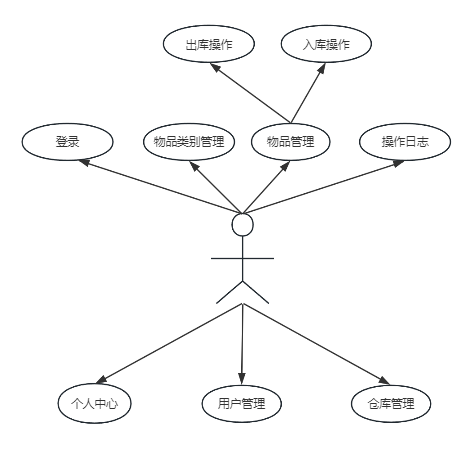 出库操作
入库操作
登录
物品类别管理
物品管理
操作日志
个人中心
用户管理
仓库管理